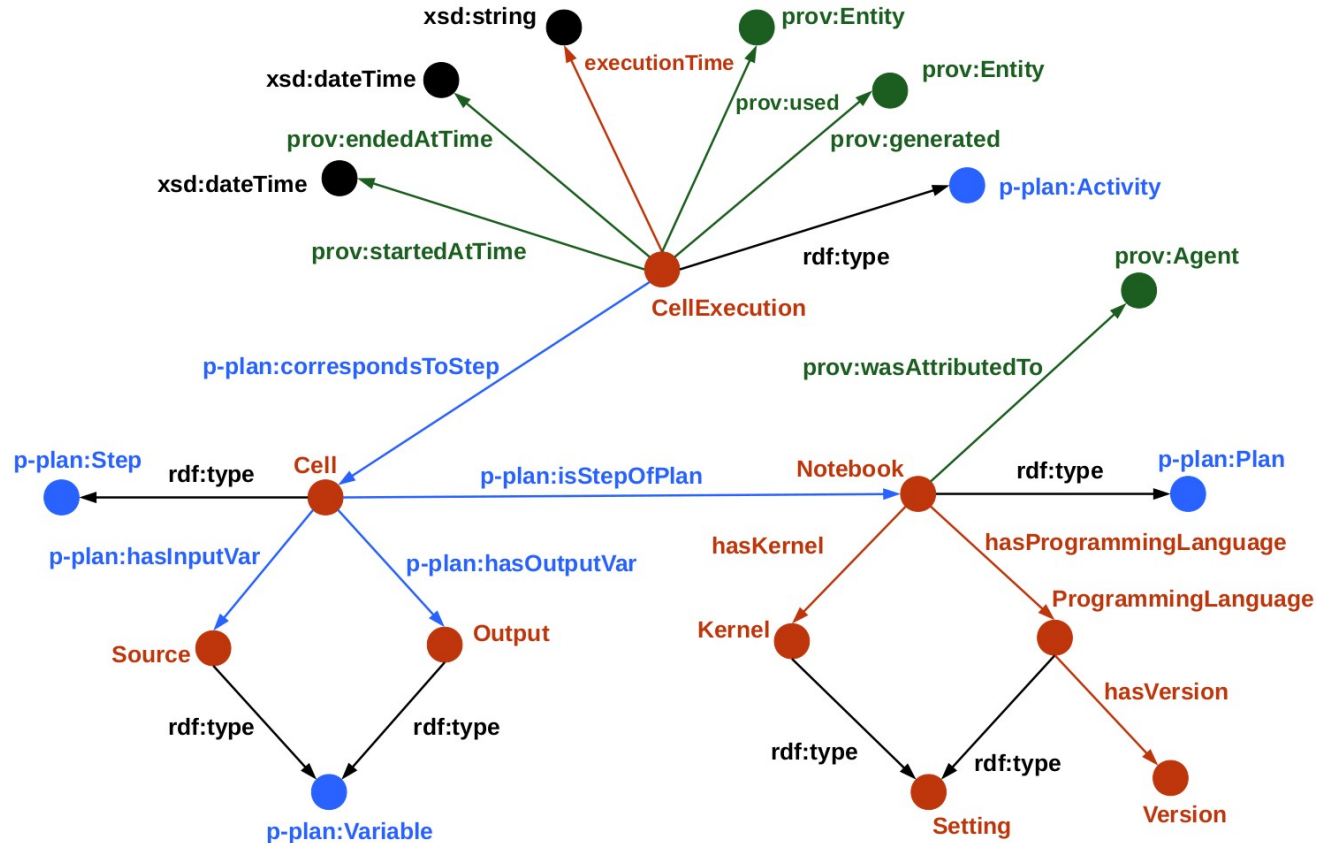 xsd:string
prov:Entity
executionTime
xsd:dateTime
prov:Entity
prov:used
prov:endedAtTime
prov:generated
xsd:dateTime
p-plan:Activity
prov:startedAtTime
rdf:type
prov:Agent
CellExecution
p-plan:correspondsToStep
prov:wasAttributedTo
p-plan:Step
rdf:type
Cell
p-plan:isStepOfPlan
Notebook
rdf:type
p-plan:Plan
p-plan:hasInputVar
p-plan:hasOutputVar
hasKernel
hasProgrammingLanguage
ProgrammingLanguage
Source
Output
Kernel
hasVersion
rdf:type
rdf:type
rdf:type
rdf:type
p-plan:Variable
Setting
Version